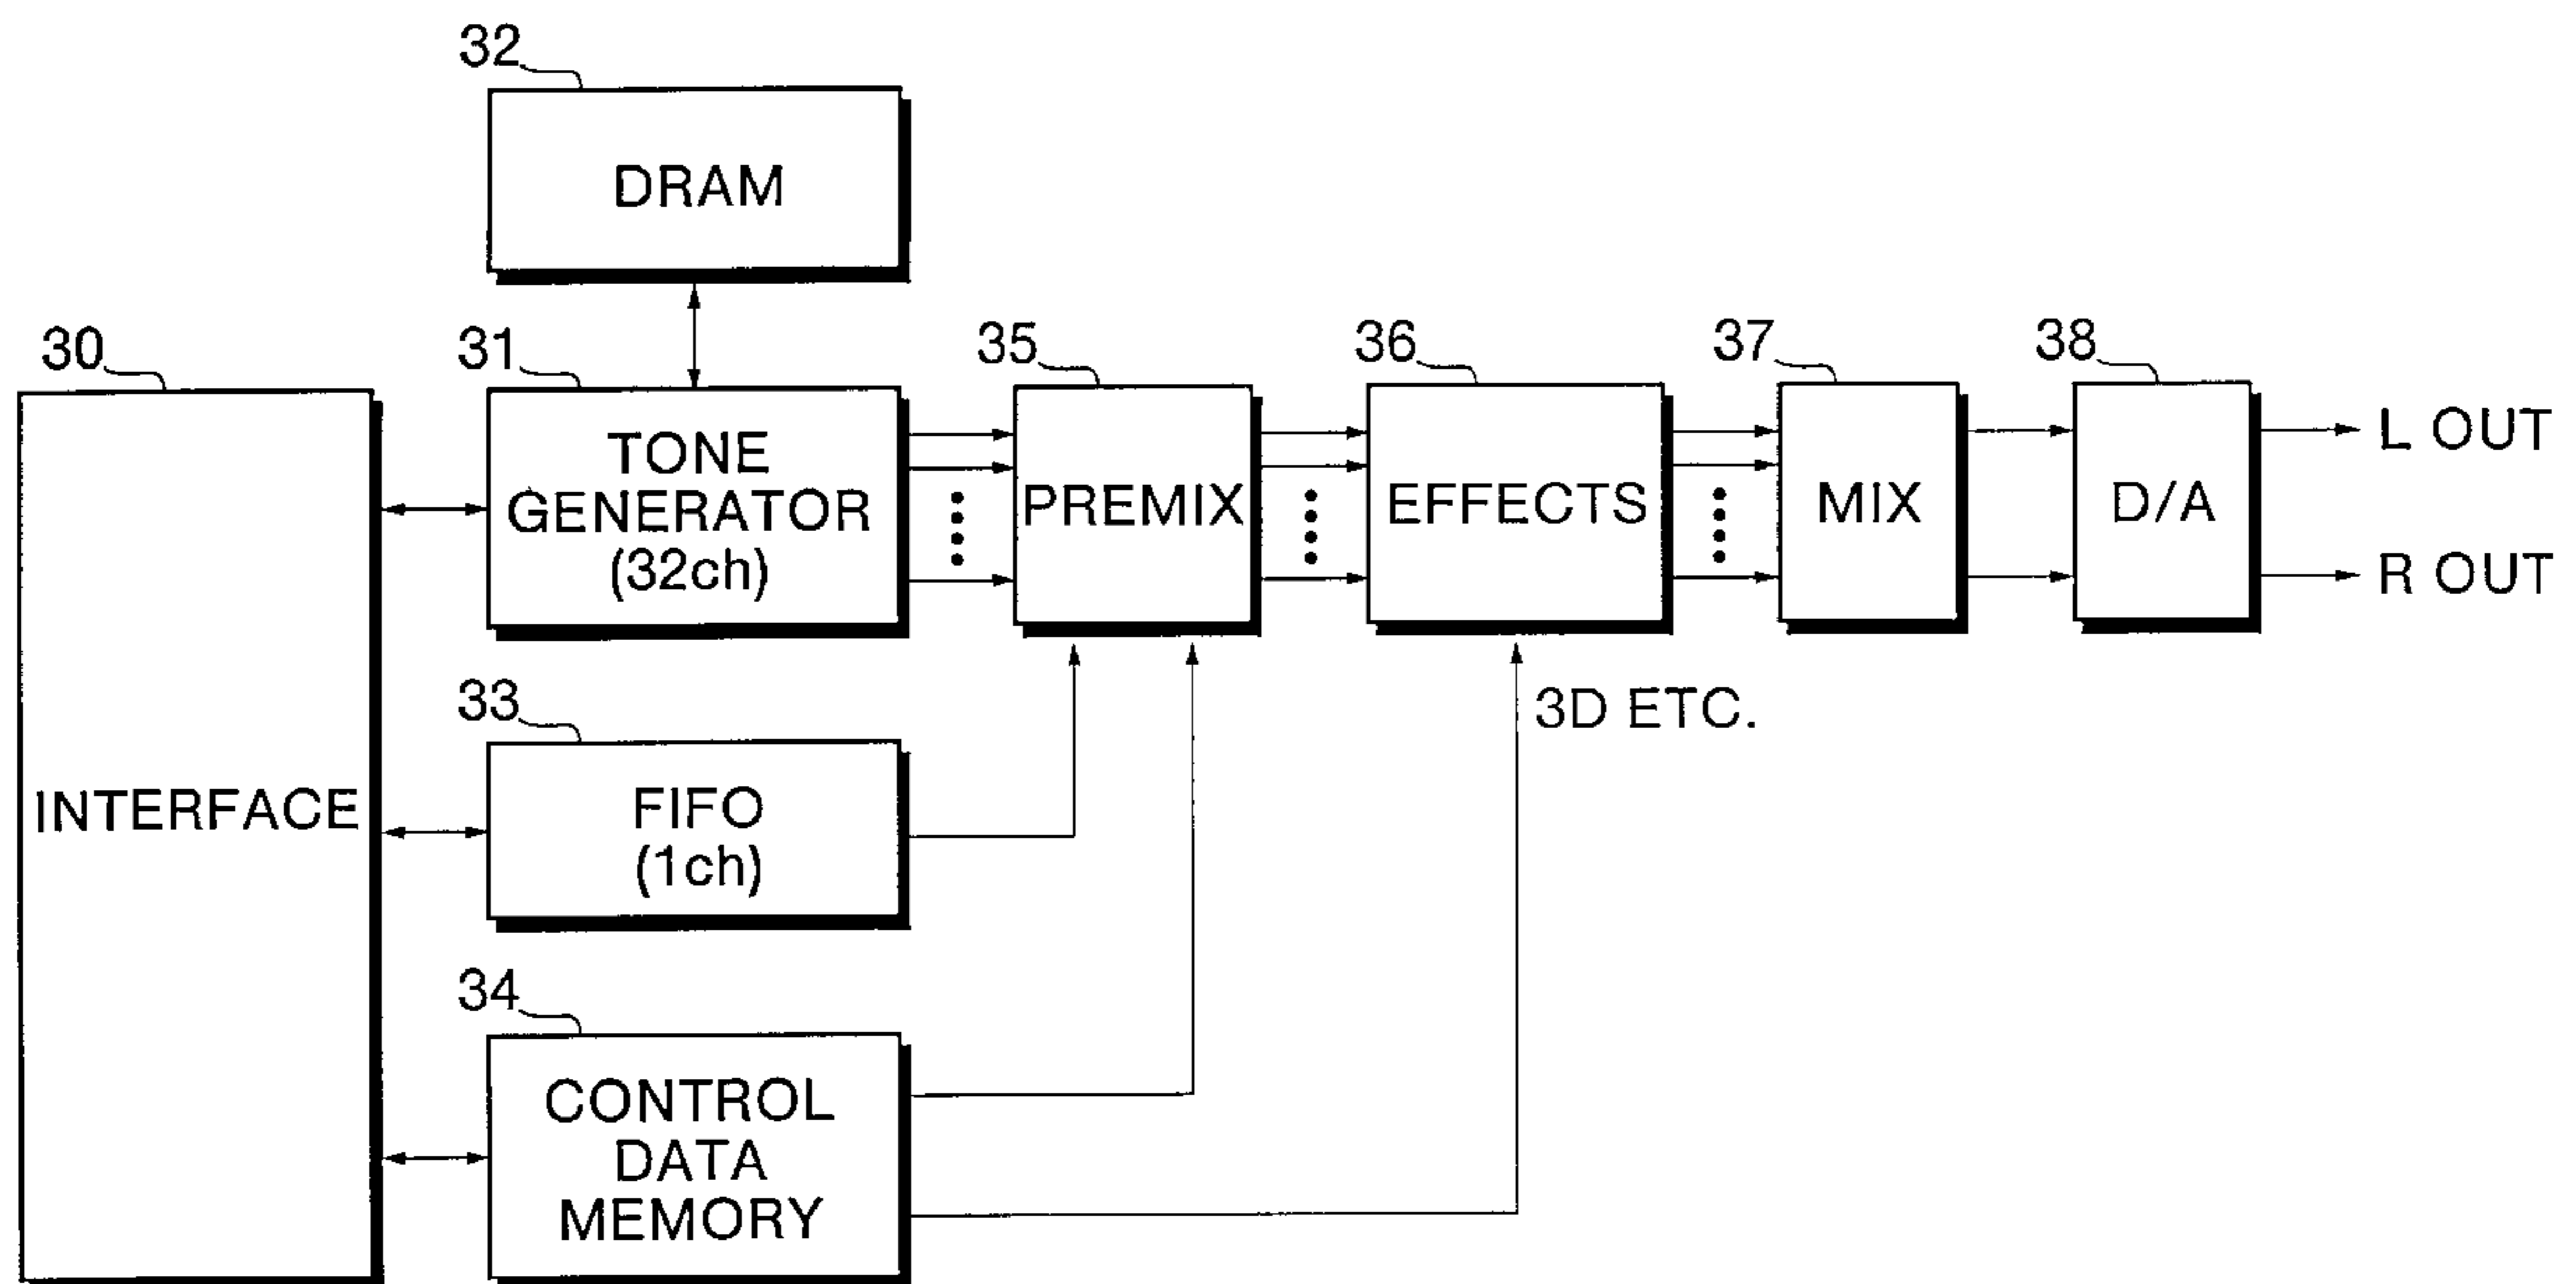 32
DRAM
30
31
35
36
37
38
TONE
GENERATOR
(32ch)
PREMIX
EFFECTS
MIX
D/A
L OUT
R OUT
33
3D ETC.
INTERFACE
FIFO
(1ch)
34
CONTROL
DATA
MEMORY